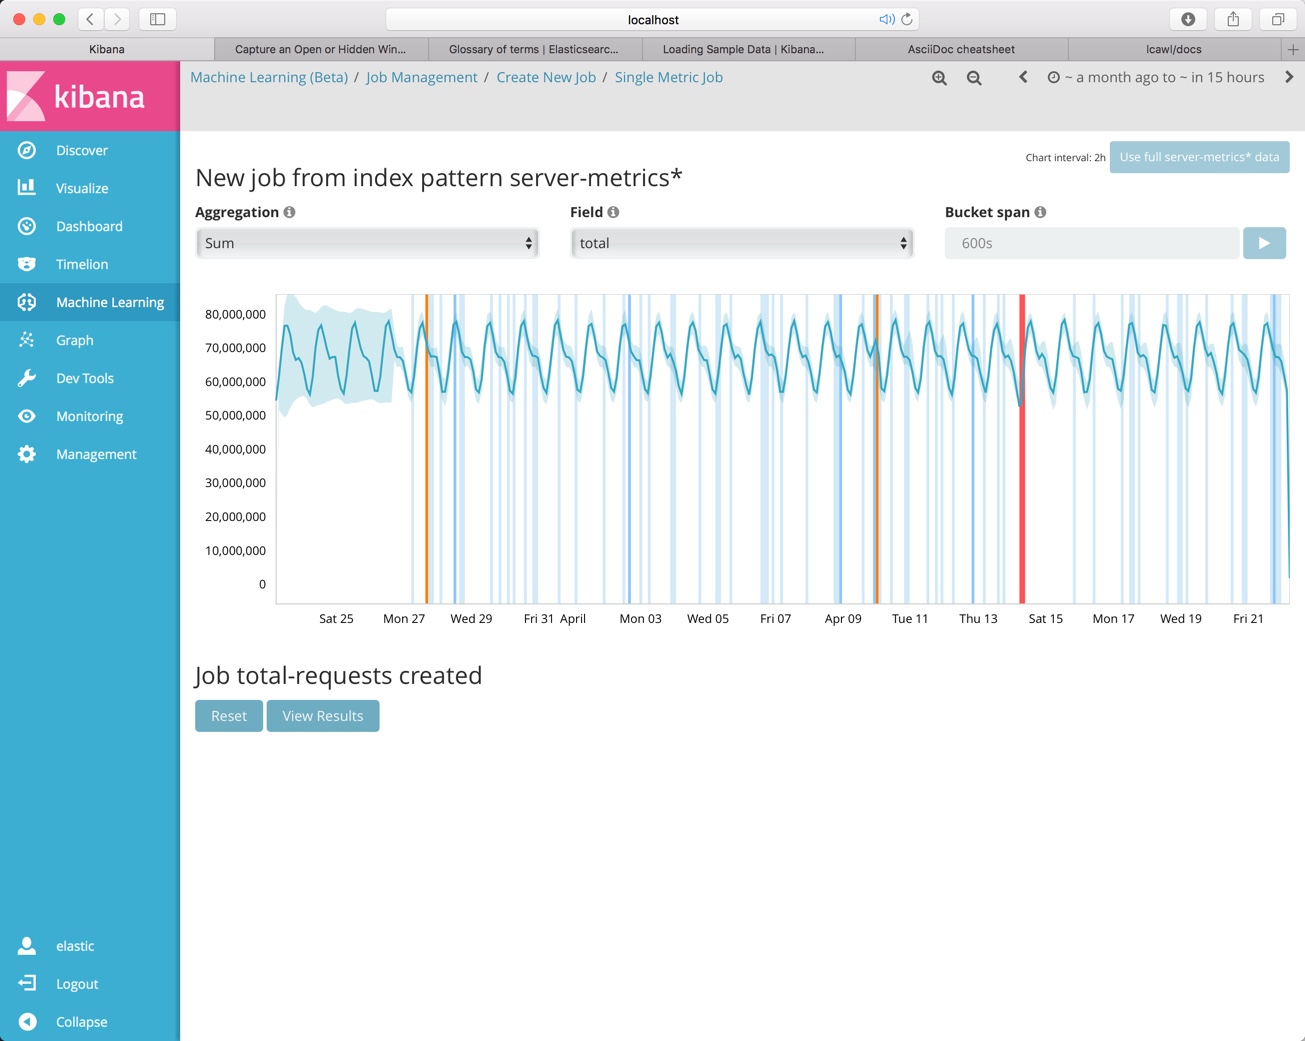 localhost
Kibana
Capture an Open or Hidden Win...
Glossary of terms | Elasticsearc...
Loading Sample Data | Kibana...
AsciiDoc cheatsheet
lcawl/docs
kibana
Discover
Visualize
Dashboard
Timelion
Machine Learning
Graph
Dev Tools
Monitoring
Management
elastic
Logout
Collapse
Machine Learning (Beta) / Job Management / Create New Job / Single Metric Job
~ a month ago to ~ in 15 hours
Chart interval: 2h
Use full server-metrics* data
New job from index pattern server-metrics*
Aggregation
Field
Bucket span
Sum
total
600s
80,000,000
70,000,000
60,000,000
50,000,000
40,000,000
30,000,000
20,000,000
10,000,000
0
Sat 25
Mon 27
Wed 29
Fri 31
April
Mon 03
Wed 05
Fri 07
Apr 09
Tue 11
Thu 13
Sat 15
Mon 17
Wed 19
Fri 21
Job total-requests created
Reset
View Results